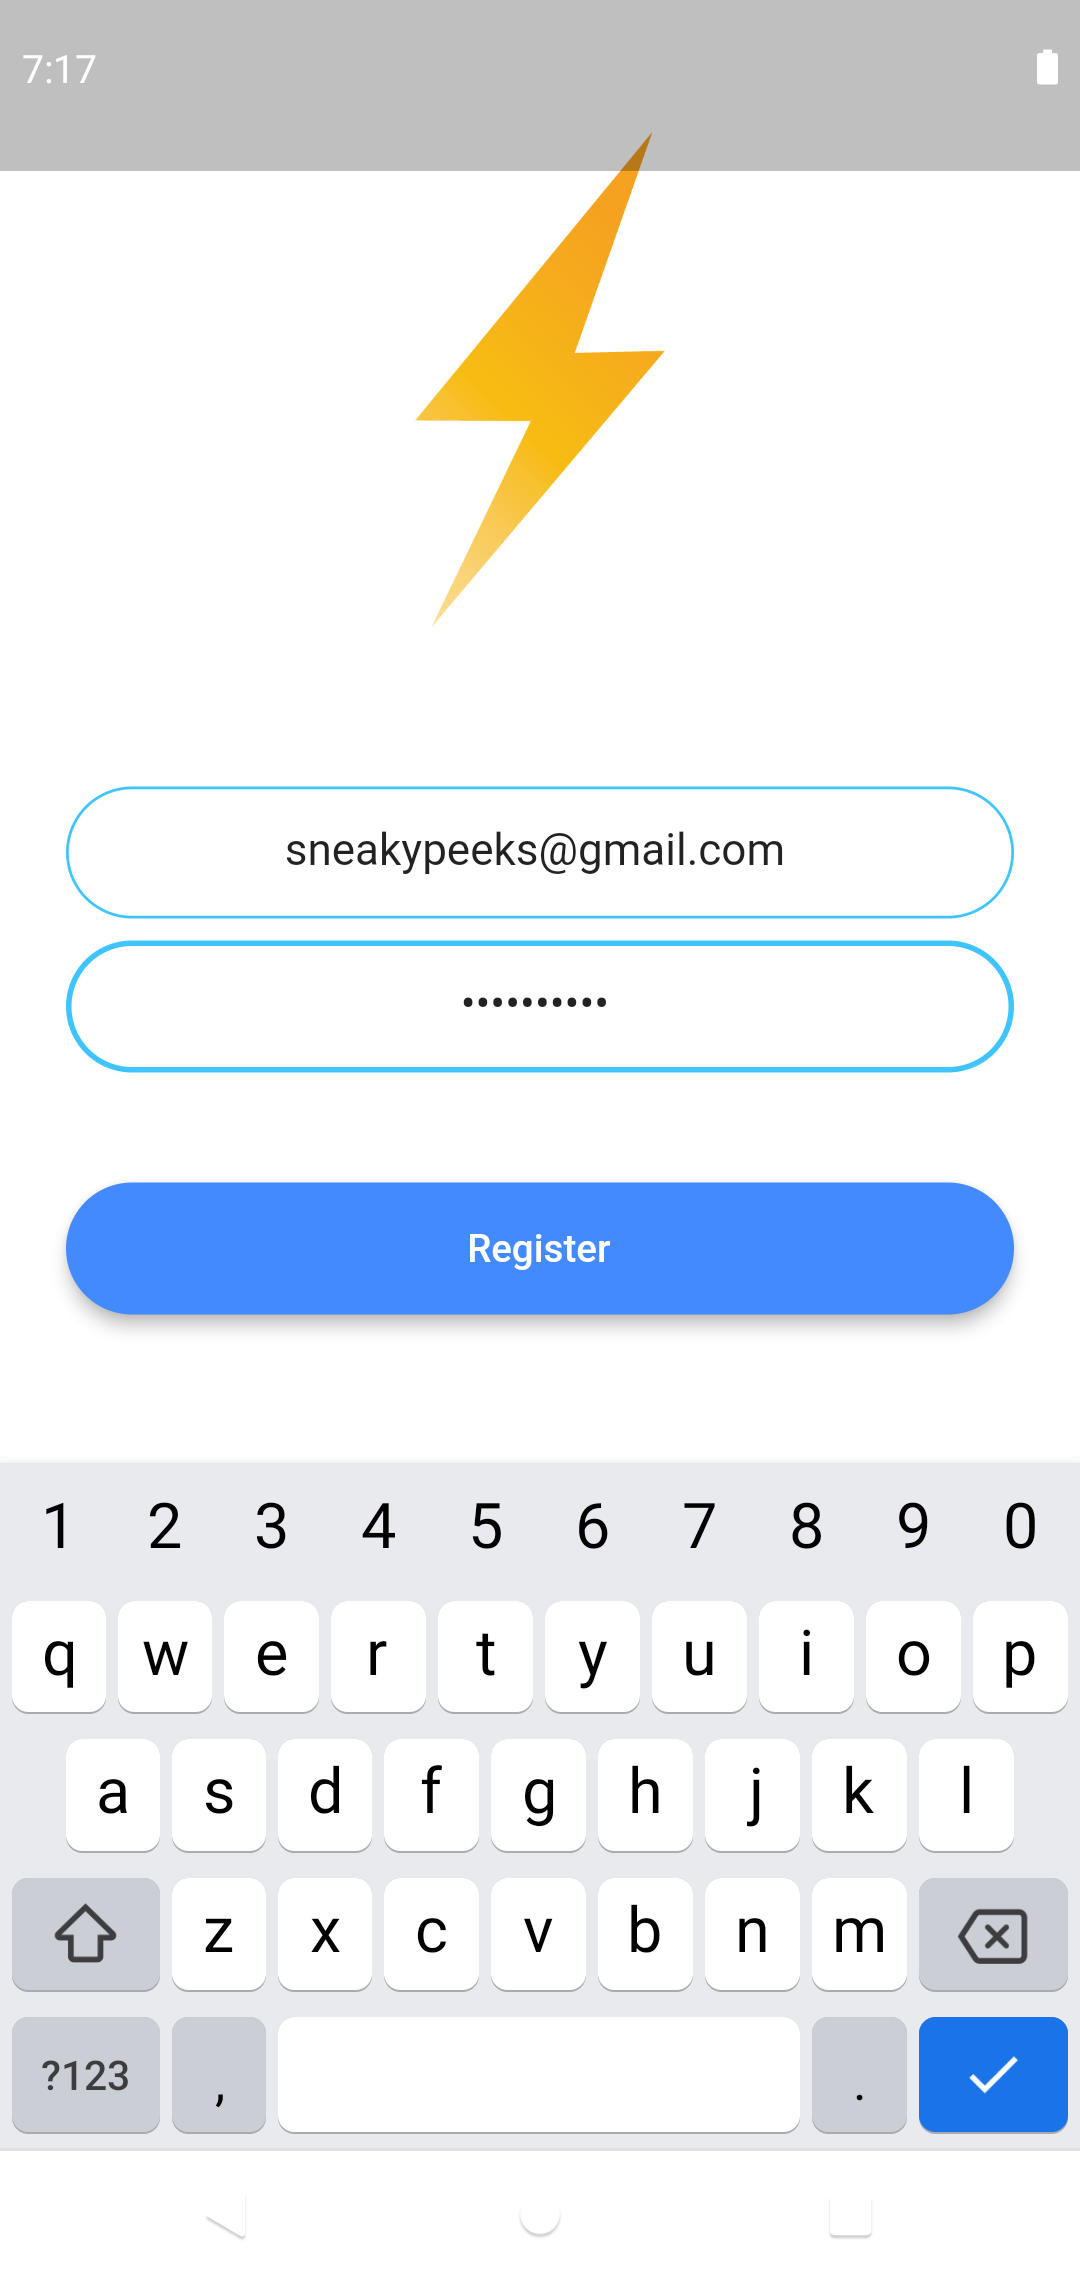 7:17
sneakypeeks@gmail.com
••••••••••
Register
1 2 3 4 5 6 7 8 9 0
q w e r t y u i o p
a s d f g h j k l
z x c v b n m
?123 , .